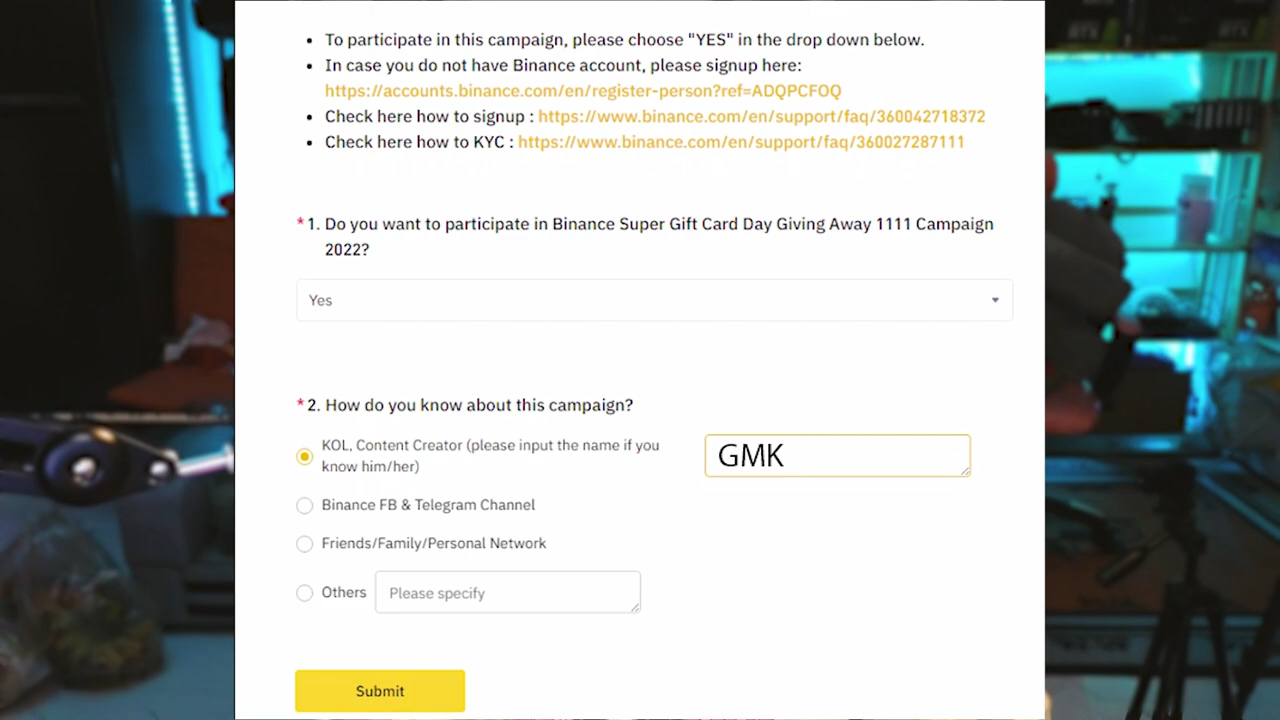 To participate in this campaign, please choose "YES" in the drop down below.
In case you do not have Binance account, please signup here:
https://accounts.binance.com/en/register-person?ref=ADQPCFOQ
Check here how to signup : https://www.binance.com/en/support/faq/360042718372
Check here how to KYC : https://www.binance.com/en/support/faq/360027287111
* 1. Do you want to participate in Binance Super Gift Card Day Giving Away 1111 Campaign
2022?
Yes
* 2. How do you know about this campaign?
KOL, Content Creator (please input the name if you
know him/her)
GMK
Binance FB & Telegram Channel
Friends/Family/Personal Network
Others
Please specify
Submit